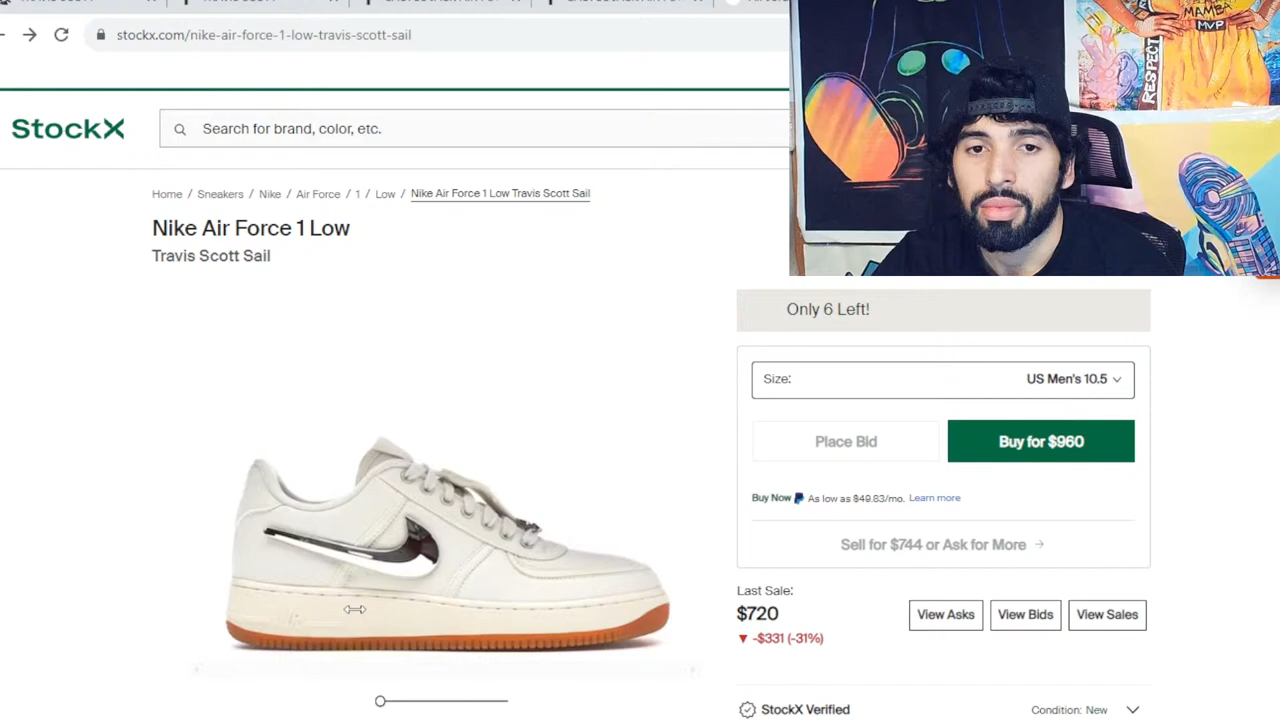 stockx.com/nike-air-force-1-low-travis-scott-sail
MAMBA
MVP
RESPECT
StockX
Search for brand, color, etc.
Home / Sneakers / Nike / Air Force / 1 / Low / Nike Air Force 1 Low Travis Scott Sail
Nike Air Force 1 Low
Travis Scott Sail
Only 6 Left!
Size: US Men's 10.5
Place Bid
Buy for $960
Buy Now As low as $49.83/mo. Learn more
Sell for $744 or Ask for More →
Last Sale:
$720
▼ -$331 (-31%)
View Asks
View Bids
View Sales
StockX Verified
Condition: New